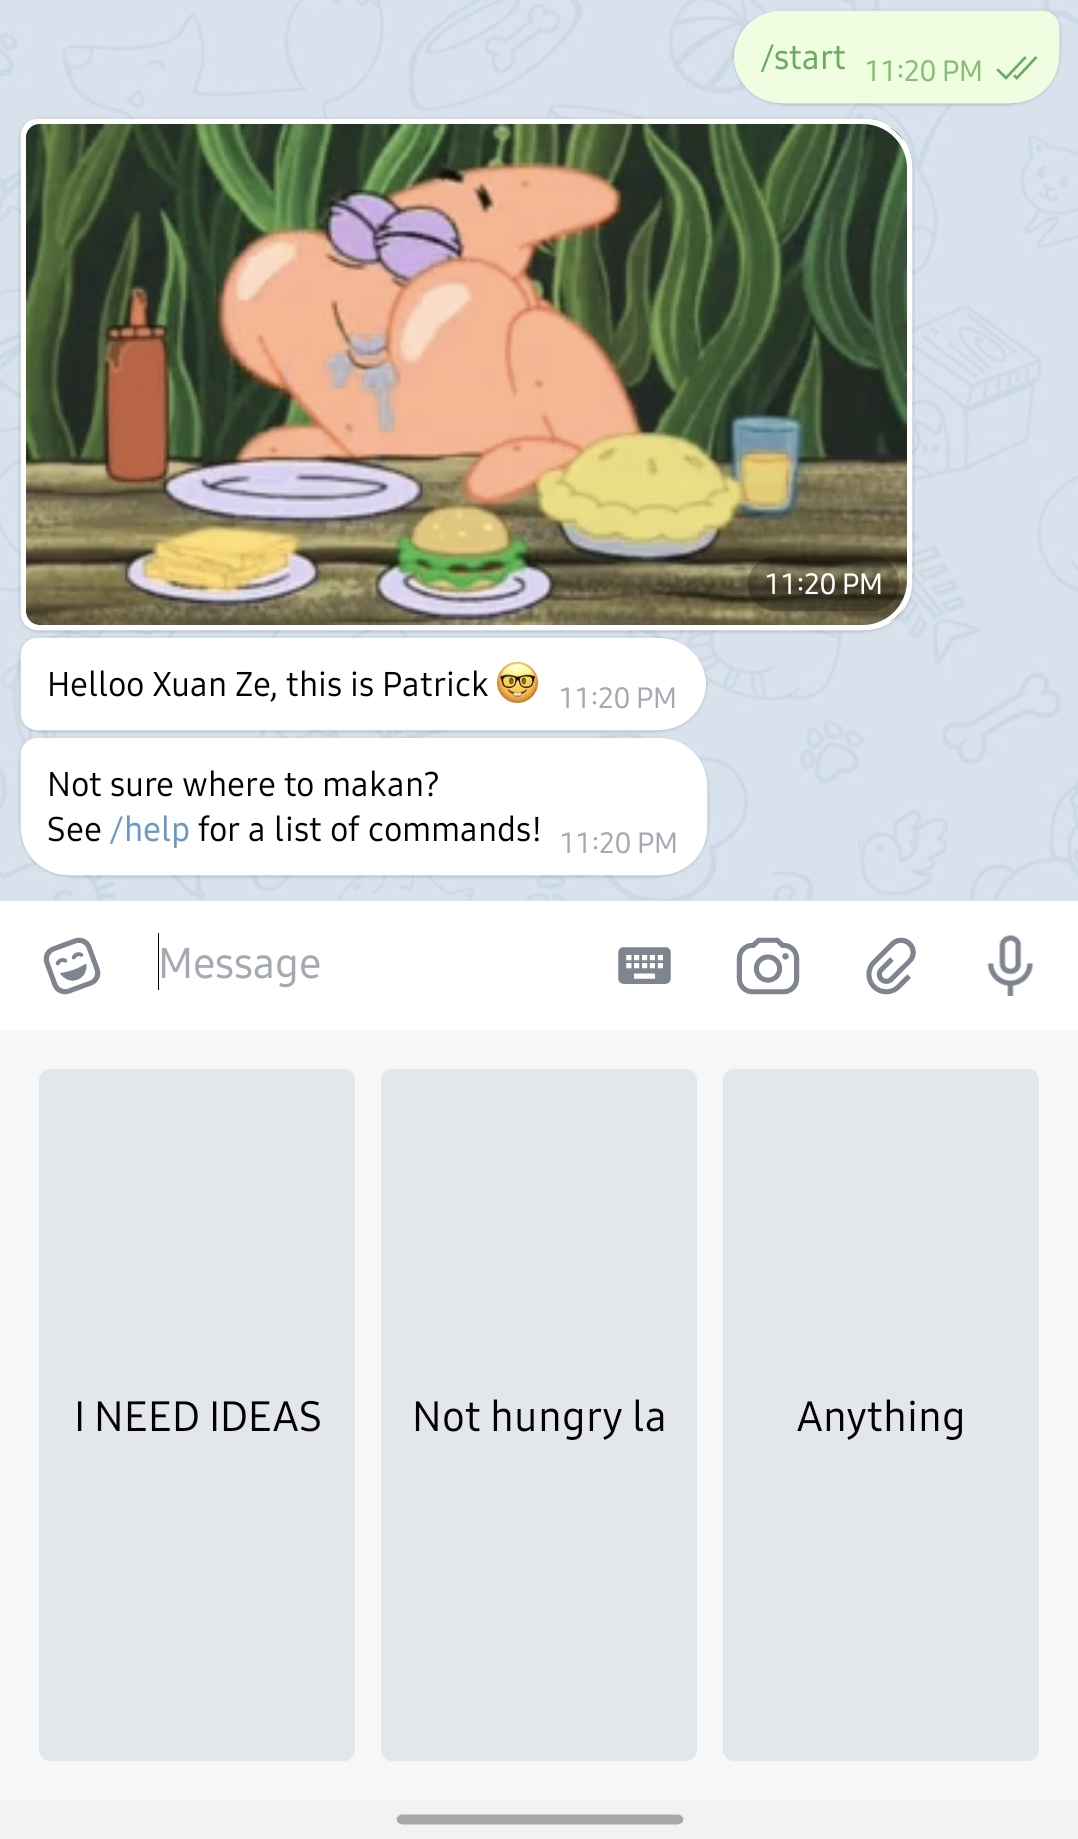 /start 11:20 PM
11:20 PM
Helloo Xuan Ze, this is Patrick 🤓 11:20 PM
Not sure where to makan?
See /help for a list of commands! 11:20 PM
Message
I NEED IDEAS
Not hungry la
Anything